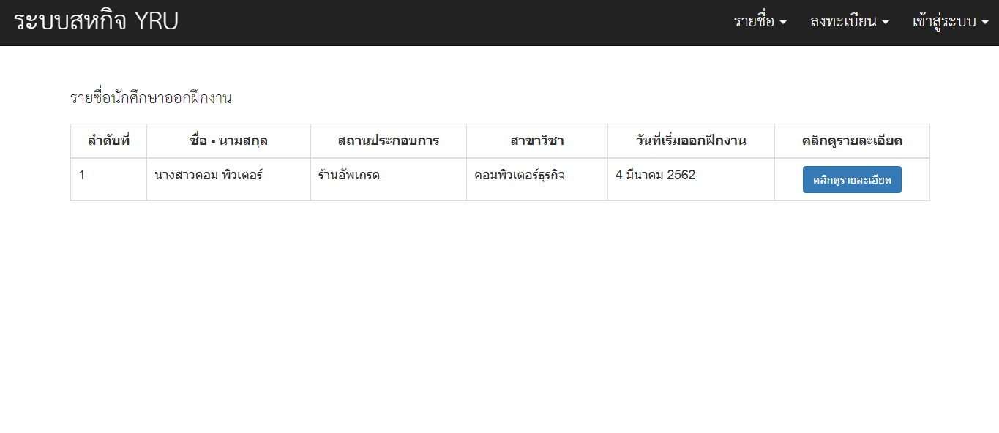 ระบบสหกิจ YRU รายชื่อ ลงทะเบียน เข้าสู่ระบบ
รายชื่อนักศึกษาออกฝึกงาน
ลำดับที่ ชื่อ - นามสกุล สถานประกอบการ สาขาวิชา วันที่เริ่มออกฝึกงาน คลิกดูรายละเอียด
1 นางสาวคอม พิวเตอร์ ร้านอัพเกรด คอมพิวเตอร์ธุรกิจ 4 มีนาคม 2562 คลิกดูรายละเอียด